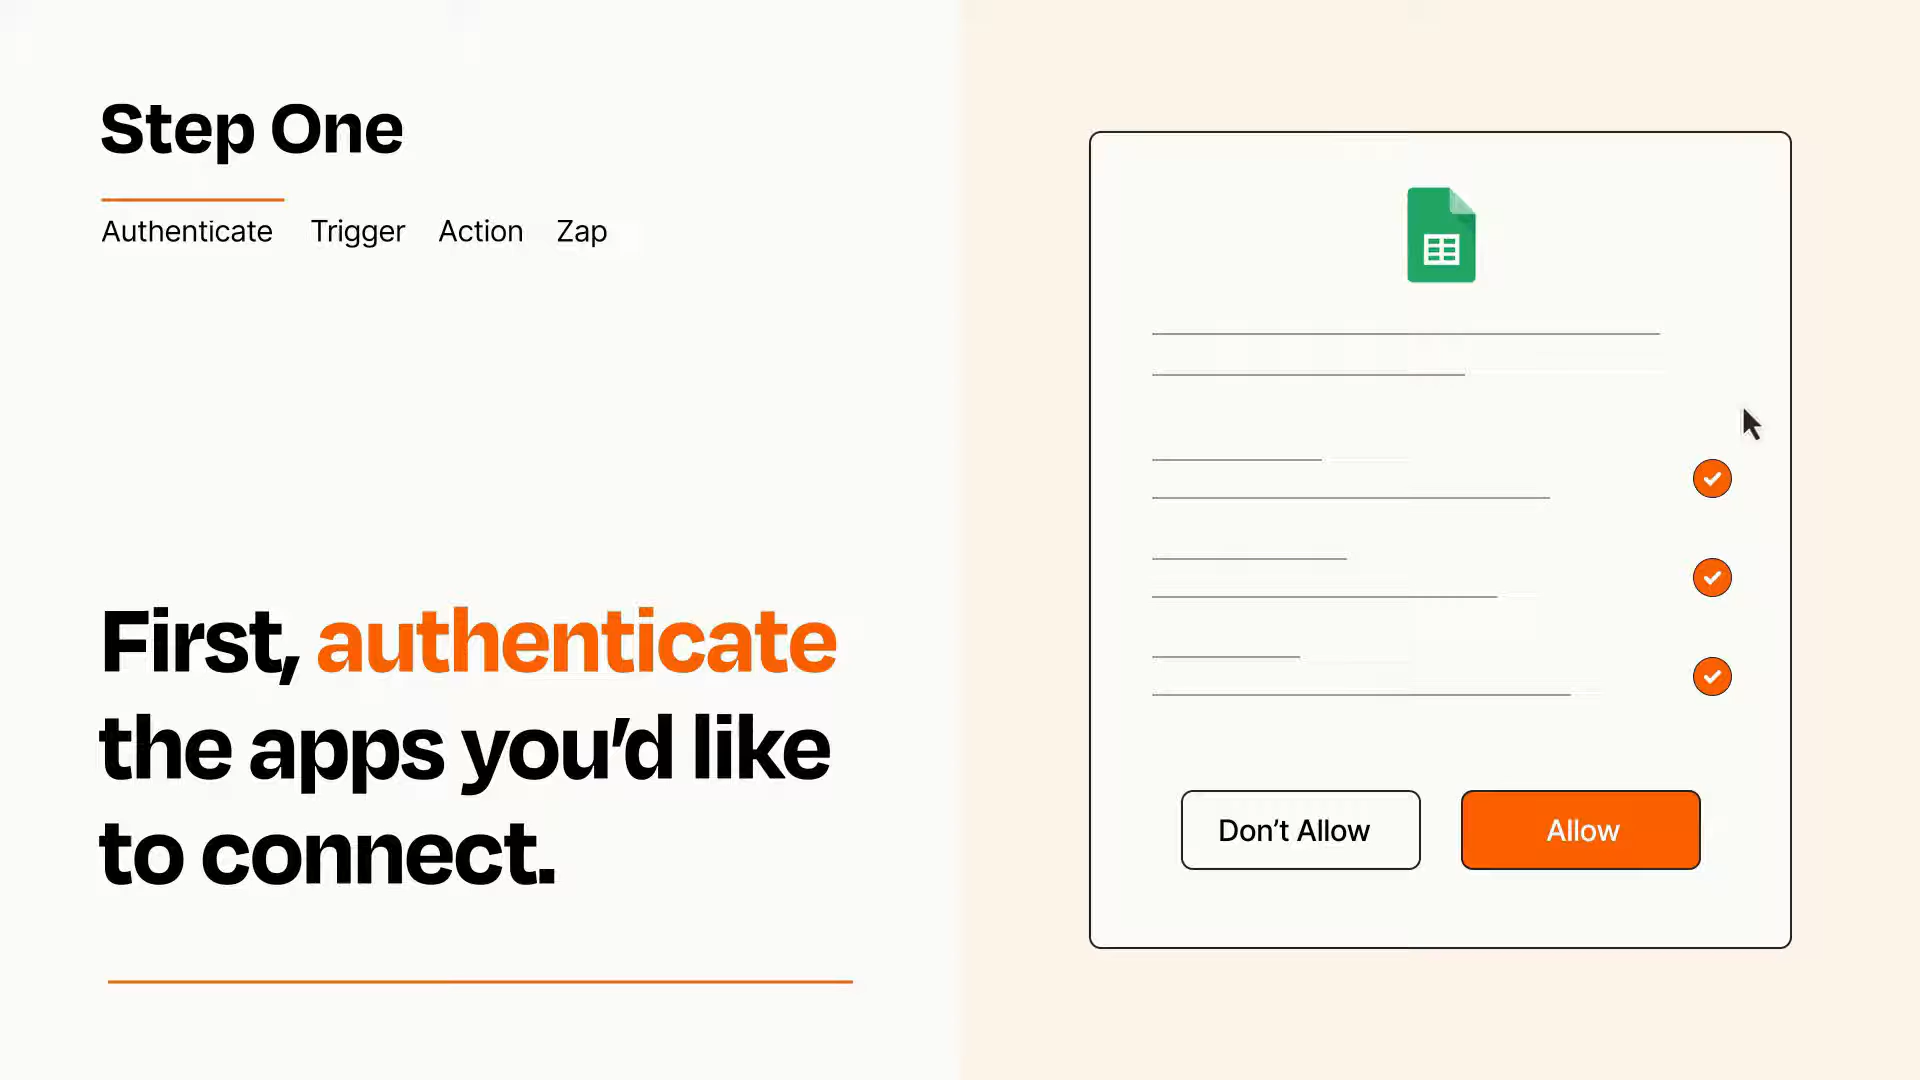 Step One
Authenticate Trigger Action Zap
First, authenticate
the apps you’d like
to connect.
Don’t Allow
Allow